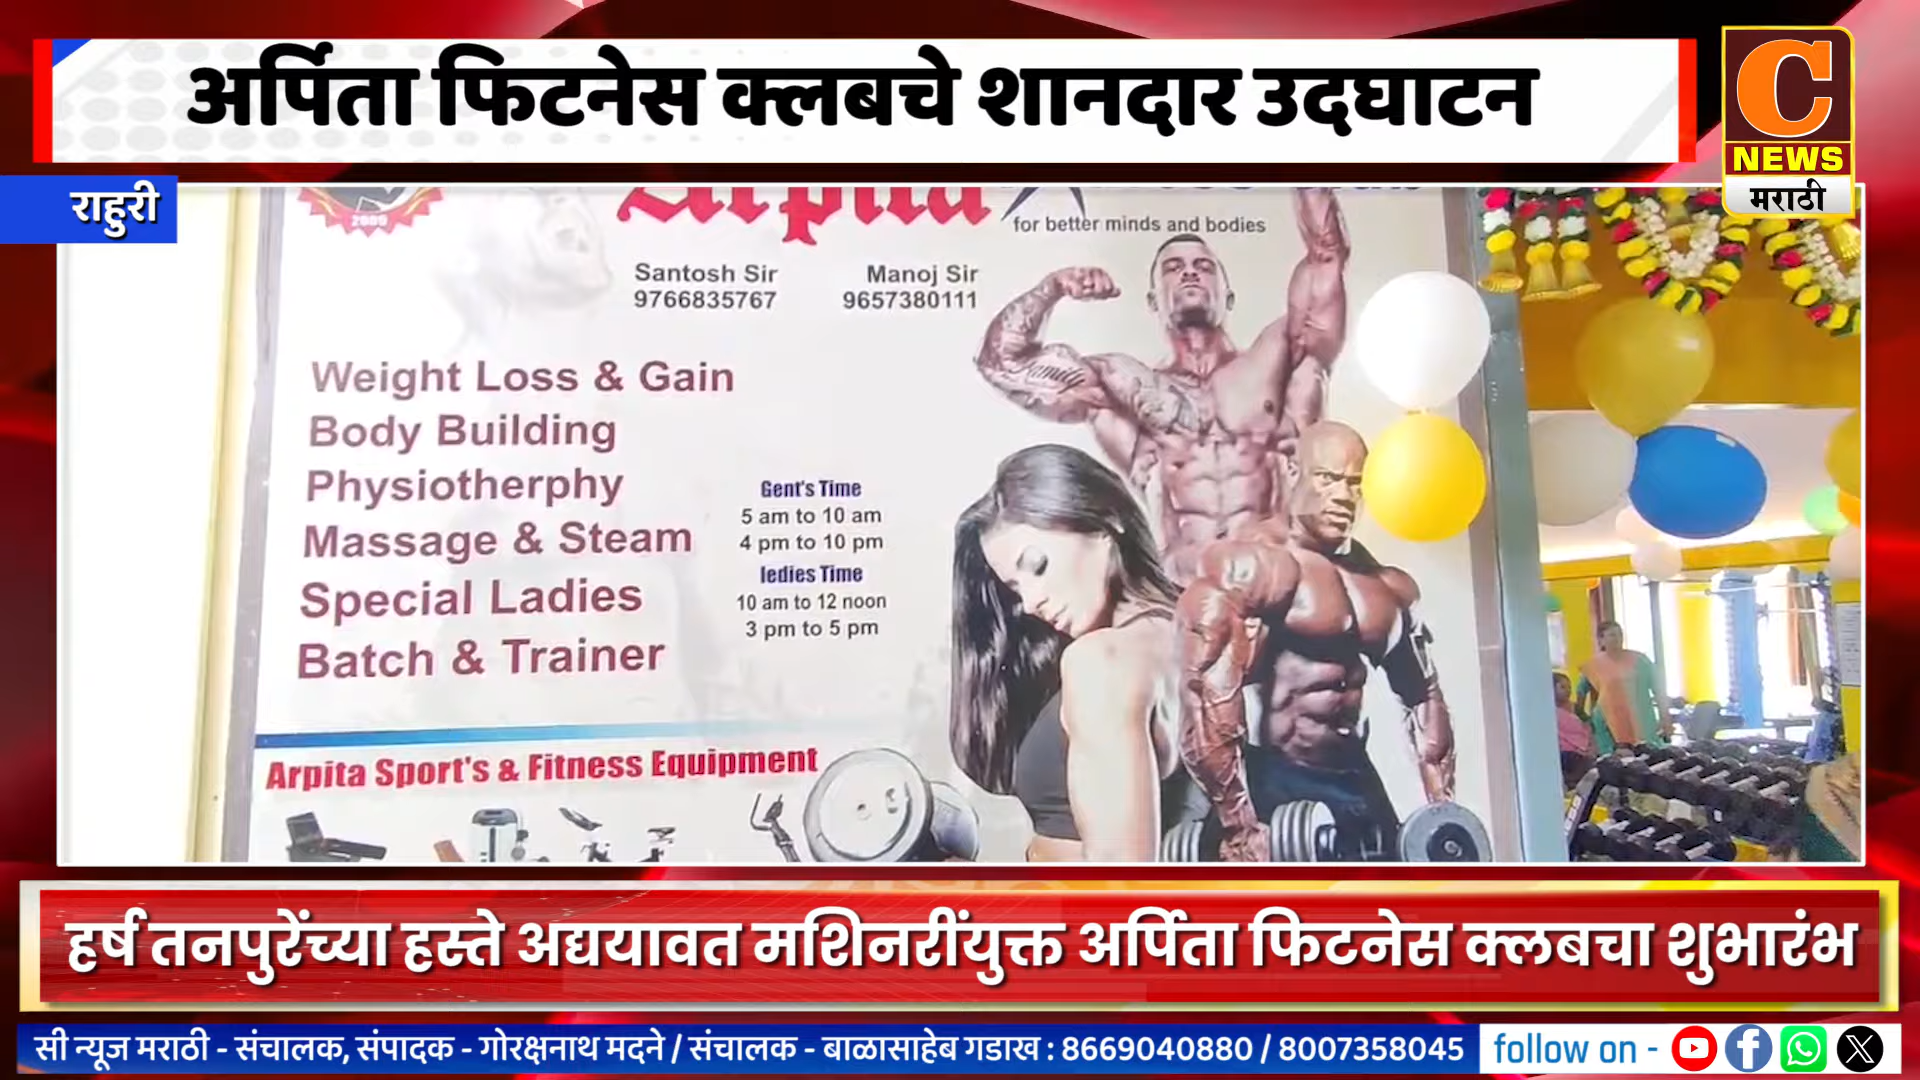 अर्पिता फिटनेस क्लबचे शानदार उदघाटन
C
NEWS
मराठी
राहुरी
2009
Arpita
for better minds and bodies
Santosh Sir
9766835767
Manoj Sir
9657380111
Weight Loss & Gain
Body Building
Physiotherphy
Massage & Steam
Special Ladies
Batch & Trainer
Gent's Time
5 am to 10 am
4 pm to 10 pm
ledies Time
10 am to 12 noon
3 pm to 5 pm
Family
Arpita Sport's & Fitness Equipment
हर्ष तनपुरेंच्या हस्ते अद्ययावत मशिनरींयुक्त अर्पिता फिटनेस क्लबचा शुभारंभ
सी न्यूज मराठी - संचालक, संपादक - गोरक्षनाथ मदने / संचालक - बाळासाहेब गडाख : 8669040880 / 8007358045
follow on -